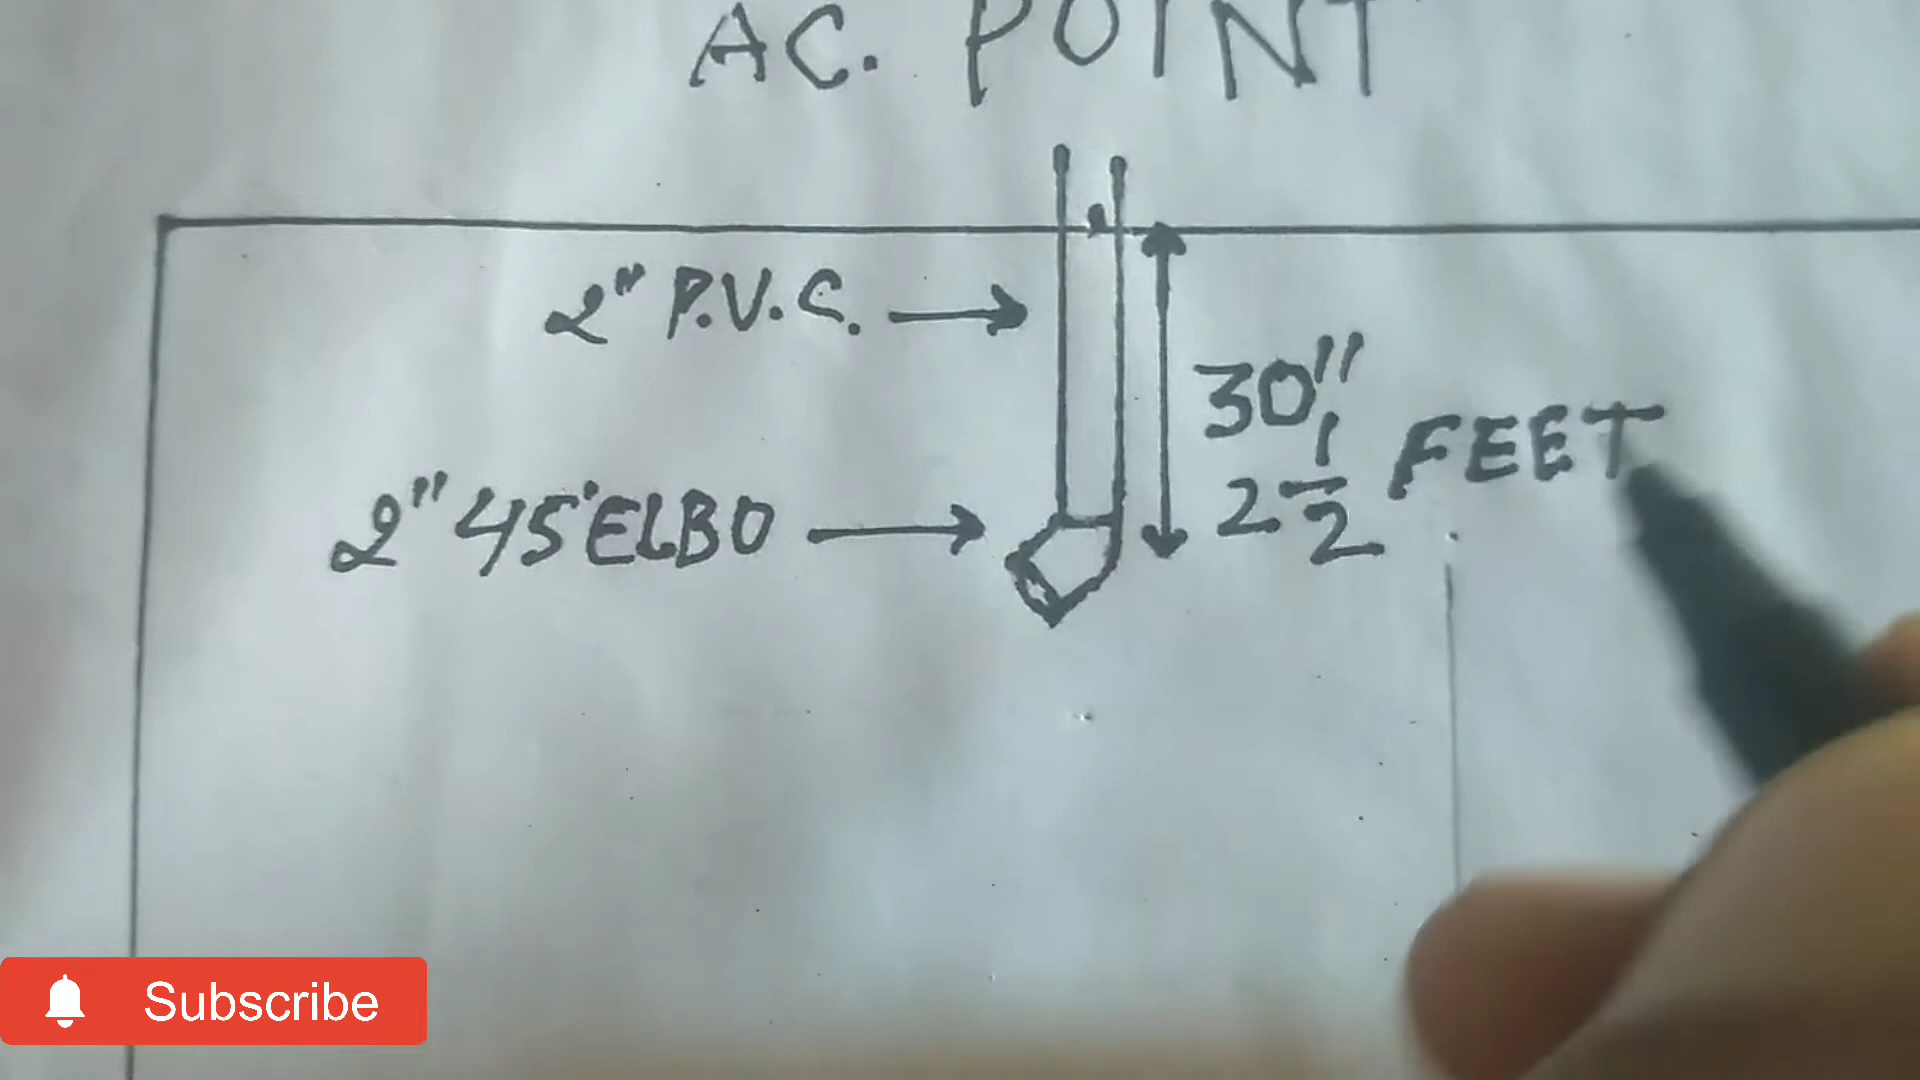 AC. POINT
2" P.V.C.
30"
2 1/2 FEET
2" 45° ELBO
Subscribe